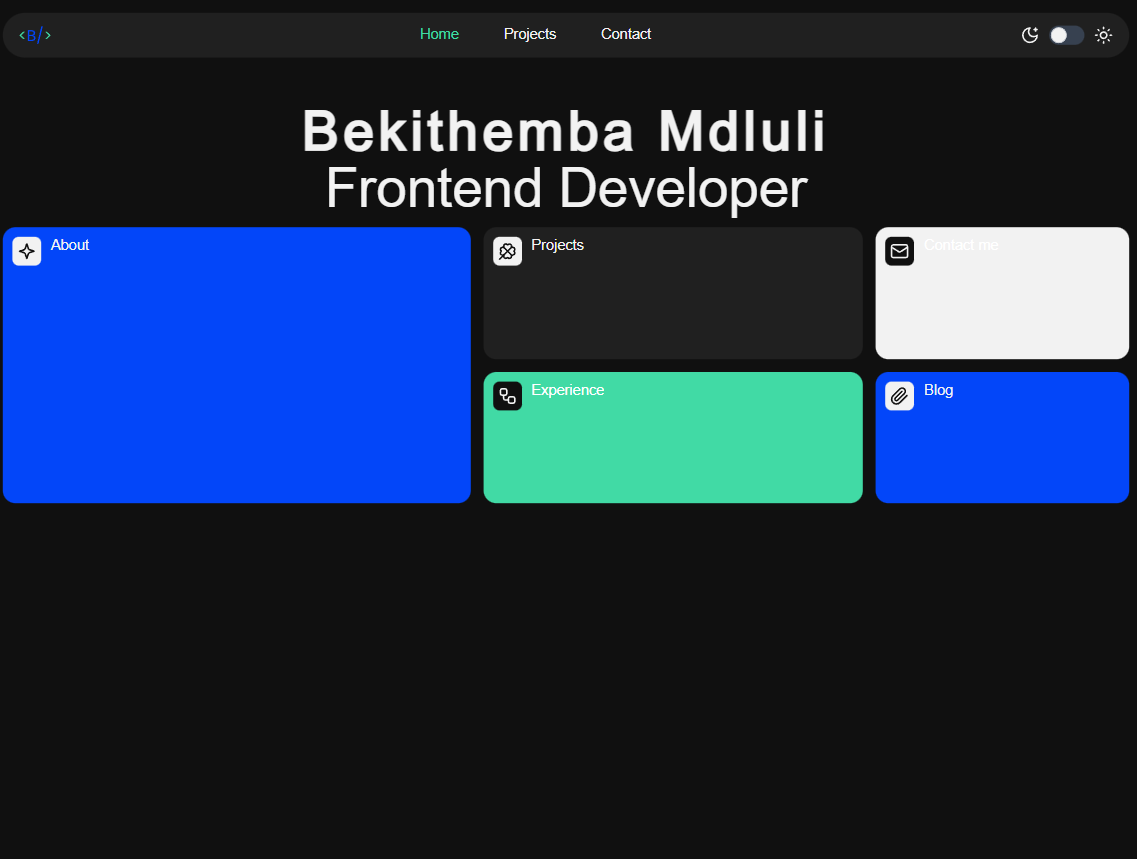 <B/>
Home
Projects
Contact
Bekithemba Mdluli
Frontend Developer
About
Projects
Contact me
Experience
Blog